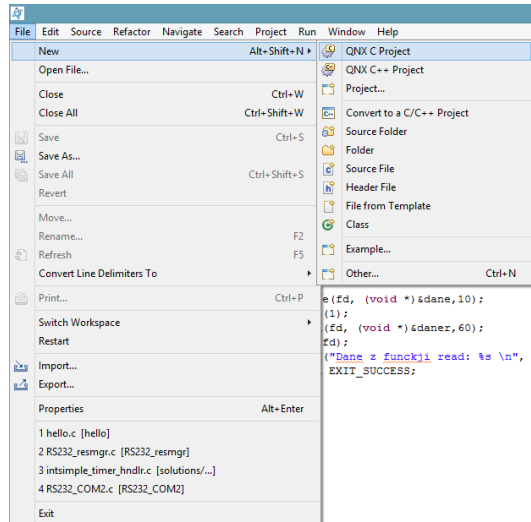 File Edit Source Refactor Navigate Search Project Run Window Help
New Alt+Shift+N
Open File...
Close Ctrl+W
Close All Ctrl+Shift+W
Save Ctrl+S
Save As...
Save All Ctrl+Shift+S
Revert
Move...
Rename... F2
Refresh F5
Convert Line Delimiters To
Print... Ctrl+P
Switch Workspace
Restart
Import...
Export...
Properties Alt+Enter
1 hello.c [hello]
2 RS232_resmgr.c [RS232_resmgr]
3 intsimple_timer_hndlr.c [solutions/...]
4 RS232_COM2.c [RS232_COM2]
Exit
QNX C Project
QNX C++ Project
Project...
Convert to a C/C++ Project
Source Folder
Folder
Source File
Header File
File from Template
Class
Example...
Other... Ctrl+N
e(fd, (void *)&dane,10);
(1);
(fd, (void *)&daner,60);
fd);
("Dane z funckji read: %s \n",
EXIT_SUCCESS;